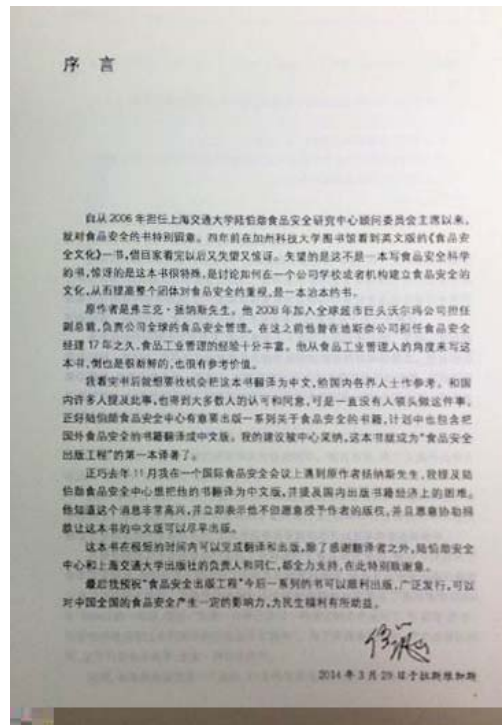 序 言
自从2006年担任上海交通大学陆伯勋食品安全研究中心顾问委员会主席以来,
就对食品安全的书特别留意。四年前在加州科技大学图书馆看到英文版的《食品安
全文化》一书,借回家看完以后又失望又惊讶。失望的是这不是一本写食品安全科学
的书,惊讶的是这本书很特殊,是讨论如何在一个公司学校或者机构建立食品安全的
文化,从而提高整个团体对食品安全的重视,是一本治本的书。
原作者是弗兰克·扬纳斯先生。他2008年加入全球超市巨头沃尔玛公司担任
副总裁,负责公司全球的食品安全管理。在这之前他曾在迪斯奈公司担任食品安全
经理17年之久,食品工业管理的经验十分丰富。他从食品工业管理人的角度来写这
本书,倒也是很新鲜的,也很有参考价值。
我看完书后就想要找机会把这本书翻译为中文,给国内各界人士作参考。和国
内许多人提及此事,也得到大多数人的认可和同意,可是一直没有人领头做这件事。
正好陆伯勋食品安全中心有意要出版一系列关于食品安全的书籍,计划中也包含把
国外食品安全的书籍翻译成中文版。我的建议被中心采纳,这本书就成为“食品安全
出版工程”的第一本译著了。
正巧去年11月我在一个国际食品安全会议上遇到原作者扬纳斯先生,我提及陆
伯勋食品安全中心想把他的书翻译为中文版,并提及国内出版书籍经济上的困难。
他知道这个消息非常高兴,并立即表示他不但愿意授予作者的版权,并且愿意协助捐
款让这本书的中文版可以尽早出版。
这本书在极短的时间内可以完成翻译和出版,除了感谢翻译者之外,陆伯勋安全
中心和上海交通大学出版社的负责人和同仁,都全力支持,在此特别致谢意。
最后我预祝“食品安全出版工程”今后一系列的书可以顺利出版,广泛发行,可以
对中国全国的食品安全产生一定的影响力,为民生福利有所助益。
2014年3月29日于拉斯维加斯